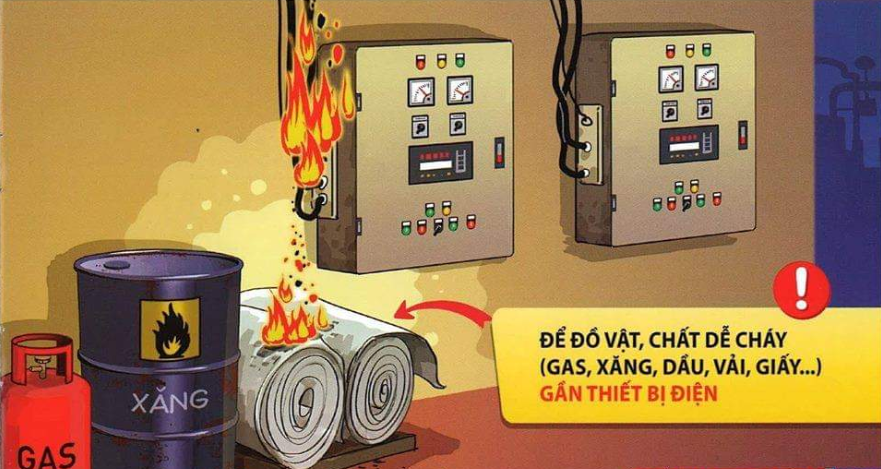 ĐỂ ĐỒ VẬT, CHẤT DỄ CHÁY
(GAS, XĂNG, DẦU, VẢI, GIẤY...)
GẦN THIẾT BỊ ĐIỆN
!
XĂNG
GAS